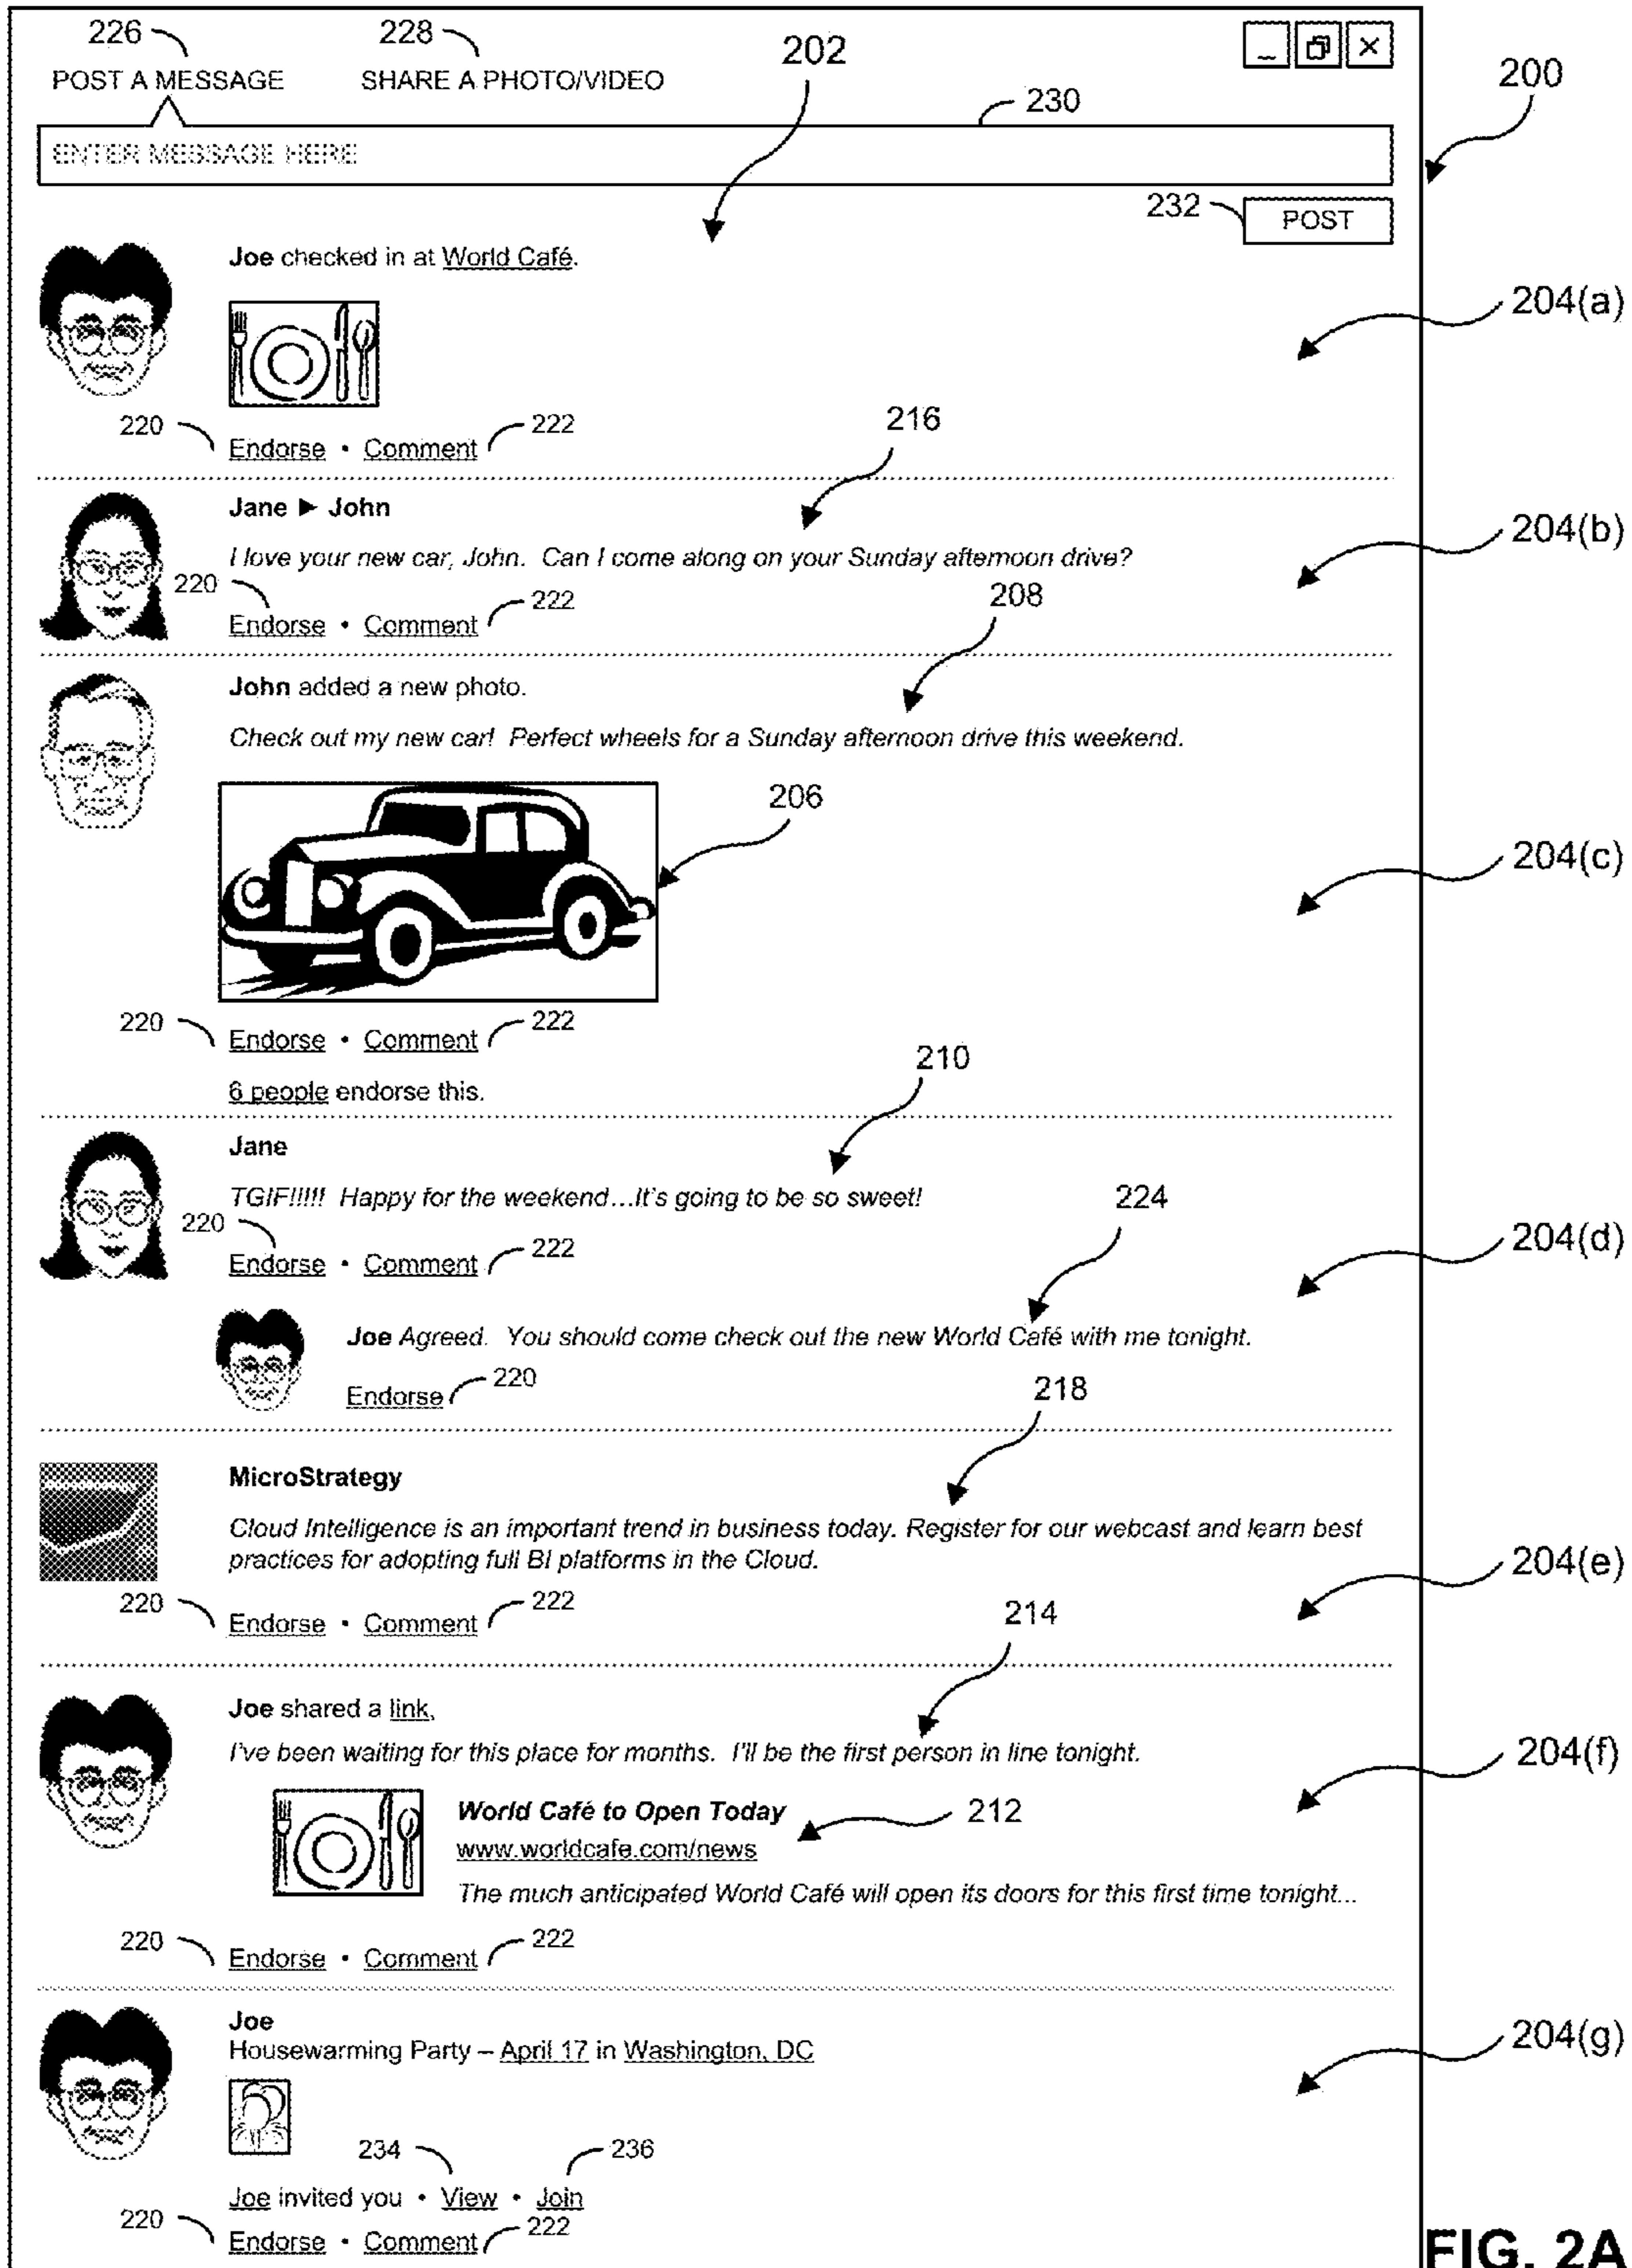 226 228 202
POST A MESSAGE SHARE A PHOTO/VIDEO
200
230
ENTER MESSAGE HERE
232 POST
Joe checked in at World Café.
204(a)
220 Endorse • Comment 222
216
Jane ► John
204(b)
I love your new car, John. Can I come along on your Sunday afternoon drive?
220 Endorse • Comment 222
208
John added a new photo.
Check out my new car! Perfect wheels for a Sunday afternoon drive this weekend.
206
204(c)
220 Endorse • Comment 222
210
6 people endorse this.
Jane
TGIF!!!!! Happy for the weekend...It's going to be so sweet!
224
220 Endorse • Comment 222
204(d)
Joe Agreed. You should come check out the new World Café with me tonight.
Endorse 220
218
MicroStrategy
Cloud Intelligence is an important trend in business today. Register for our webcast and learn best
practices for adopting full BI platforms in the Cloud.
204(e)
220 Endorse • Comment 222
214
Joe shared a link,
I've been waiting for this place for months. I'll be the first person in line tonight.
204(f)
World Café to Open Today 212
www.worldcafe.com/news
The much anticipated World Café will open its doors for this first time tonight...
220 Endorse • Comment 222
Joe
Housewarming Party – April 17 in Washington, DC
204(g)
234 236
Joe invited you • View • Join
220 Endorse • Comment 222
FIG. 2A